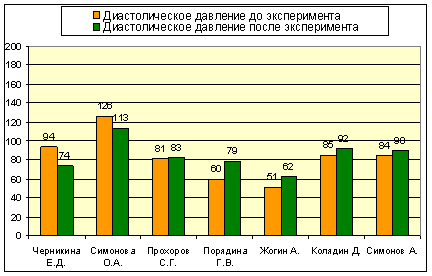 Диастолическое давление до эксперимента
Диастолическое давление после эксперимента
200
180
160
140
120
100
80
60
40
20
0
94
74
126
113
81
83
60
79
51
62
85
92
84
90
Черникина Е.Д.
Симонова О.А.
Прохоров С.Г.
Порядина Г.В.
Жогин А.
Колядин Д.
Симонов А.